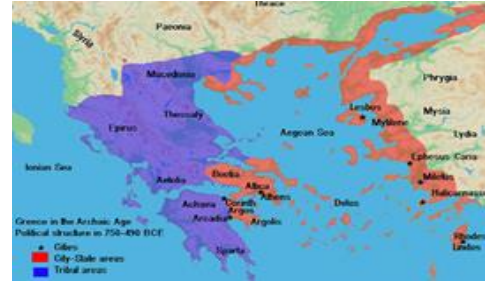 Thrace
Paeonia
Illyria
Macedonia
Phrygia
Thessaly
Lesbos
Mysia
Epirus
Mytilene
Aegean Sea
Lydia
Ephesus Caria
Ionian Sea
Boetia
Aetolia
Attica
Miletus
Athens
Delos
Halicarnassus
Achaea
Corinth
Greece in the Archaic Age
Argos
Political structure in 750-490 BCE
Arcadia
Argolis
Rhodes
Cities
Lindos
City-State areas
Sparta
Tribal areas